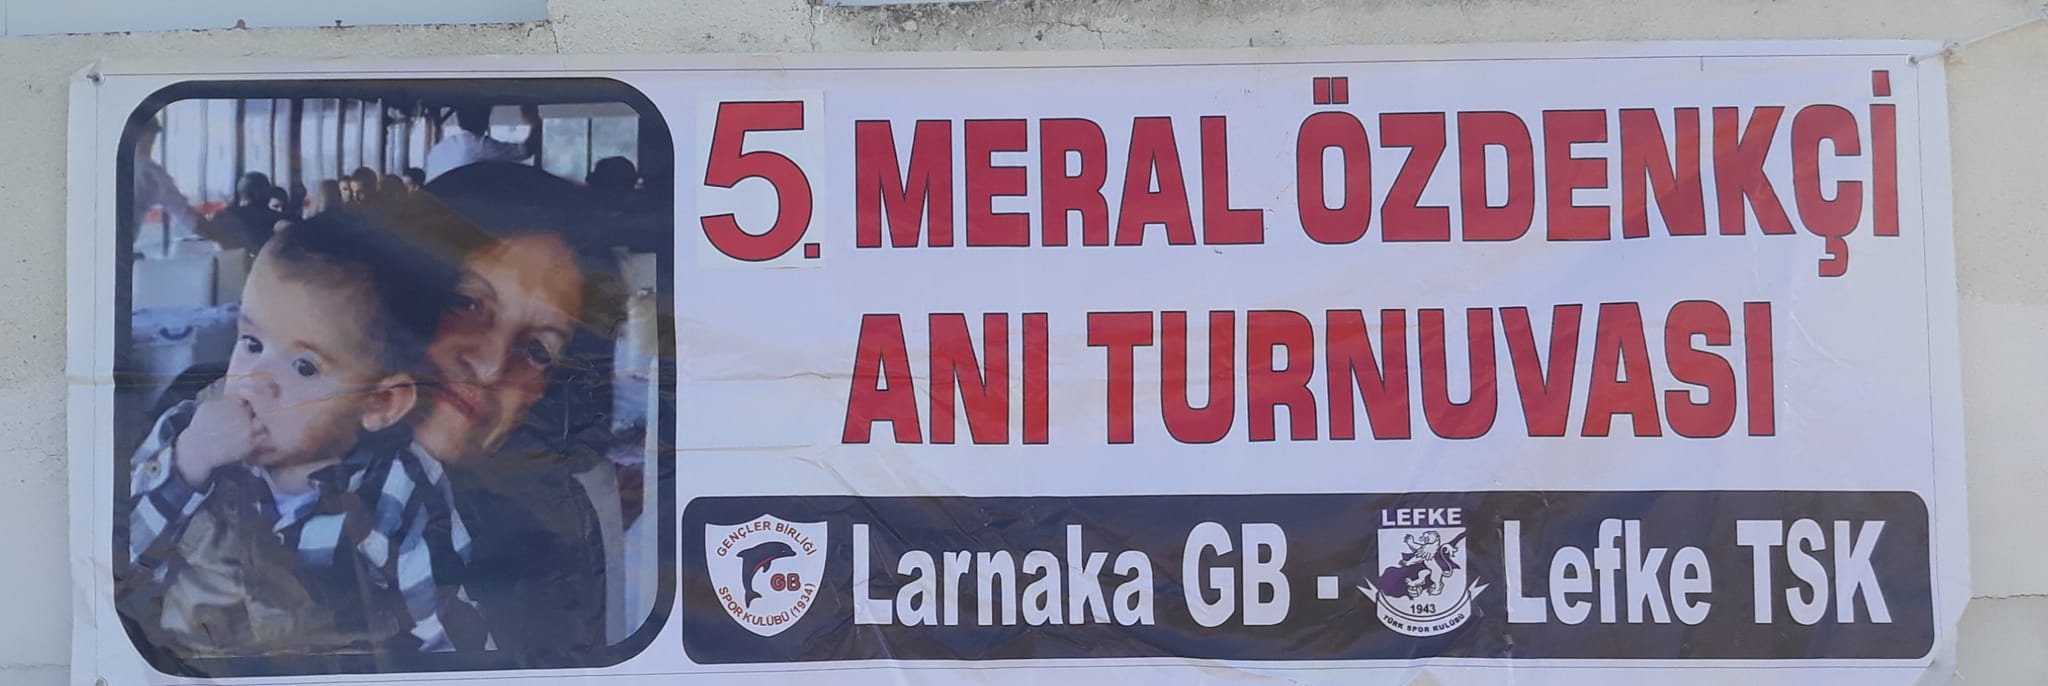 5. MERAL ÖZDENKÇİ
ANI TURNUVASI
GENÇLER BİRLİĞİ
GB
SPOR KULÜBÜ (1934)
Larnaka GB -
LEFKE
1943
TÜRK SPOR KULÜBÜ
Lefke TSK